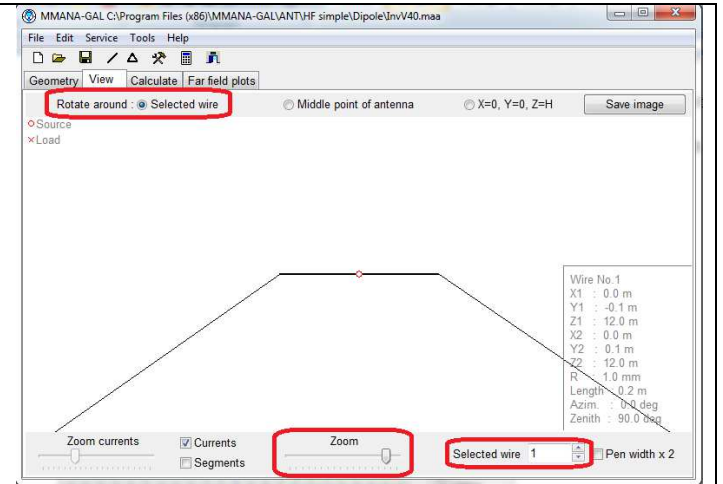 MMANA-GAL C:\Program Files (x86)\MMANA-GAL\ANT\HF simple\Dipole\InvV40.maa
File Edit Service Tools Help
Geometry View Calculate Far field plots
Rotate around : Selected wire Middle point of antenna X=0, Y=0, Z=H Save image
Source
Load
Wire No.1
X1 : 0.0 m
Y1 : -0.1 m
Z1 : 12.0 m
X2 : 0.0 m
Y2 : 0.1 m
Z2 : 12.0 m
R : 1.0 mm
Length : 0.2 m
Azim. : 0.0 deg
Zenith : 90.0 deg
Zoom currents Currents Zoom Selected wire 1 Pen width x 2
Segments